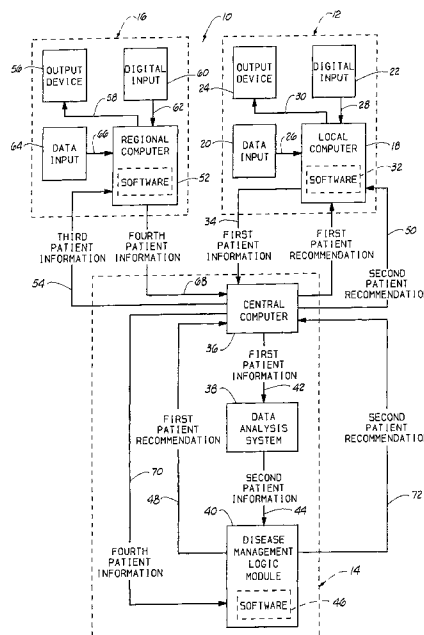 16
10
12
56
OUTPUT
DEVICE
DIGITAL
INPUT
60
58
62
64
DATA
INPUT
66
REGIONAL
COMPUTER
SOFTWARE
52
24
OUTPUT
DEVICE
DIGITAL
INPUT
22
30
28
20
DATA
INPUT
26
LOCAL
COMPUTER
18
SOFTWARE
32
34
50
THIRD
PATIENT
INFORMATION
54
FOURTH
PATIENT
INFORMATION
68
FIRST
PATIENT
INFORMATION
FIRST
PATIENT
RECOMMENDATION
SECOND
PATIENT
RECOMMENDATION
CENTRAL
COMPUTER
36
FIRST
PATIENT
INFORMATION
42
38
DATA
ANALYSIS
SYSTEM
FIRST
PATIENT
RECOMMENDATION
SECOND
PATIENT
RECOMMENDATION
70
48
72
SECOND
PATIENT
INFORMATION
44
40
DISEASE
MANAGEMENT
LOGIC
MODULE
SOFTWARE
46
14
FOURTH
PATIENT
INFORMATION